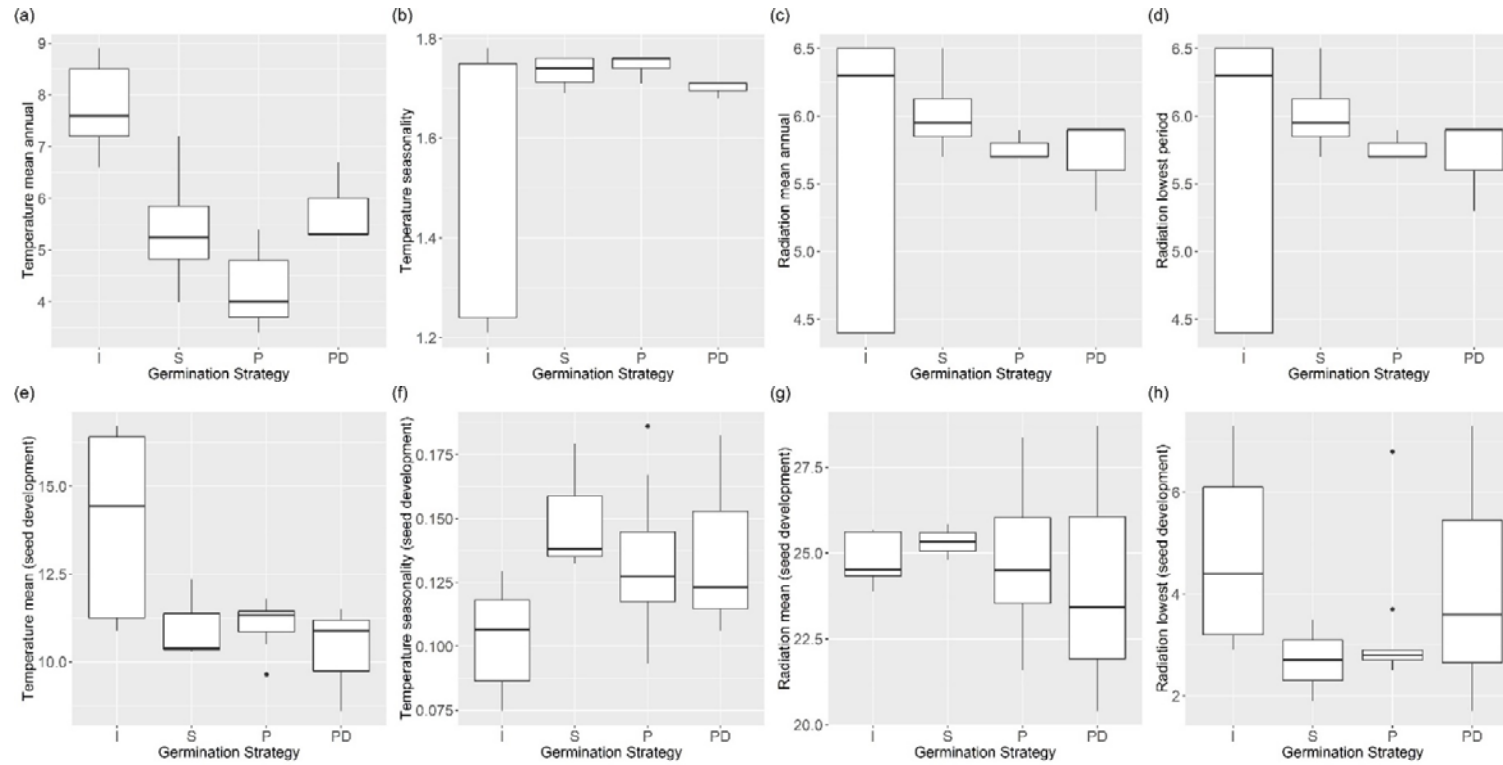 (a)
Temperature mean annual
9
8
7
6
5
4
I S P PD
Germination Strategy
(b)
Temperature seasonality
1.8
1.6
1.4
1.2
I S P PD
Germination Strategy
(c)
Radiation mean annual
6.5
6.0
5.5
5.0
4.5
I S P PD
Germination Strategy
(d)
Radiation lowest period
6.5
6.0
5.5
5.0
4.5
I S P PD
Germination Strategy
(e)
Temperature mean (seed development)
15.0
12.5
10.0
I S P PD
Germination Strategy
(f)
Temperature seasonality (seed development)
0.175
0.150
0.125
0.100
0.075
I S P PD
Germination Strategy
(g)
Radiation mean (seed development)
27.5
25.0
22.5
20.0
I S P PD
Germination Strategy
(h)
Radiation lowest (seed development)
6
4
2
I S P PD
Germination Strategy